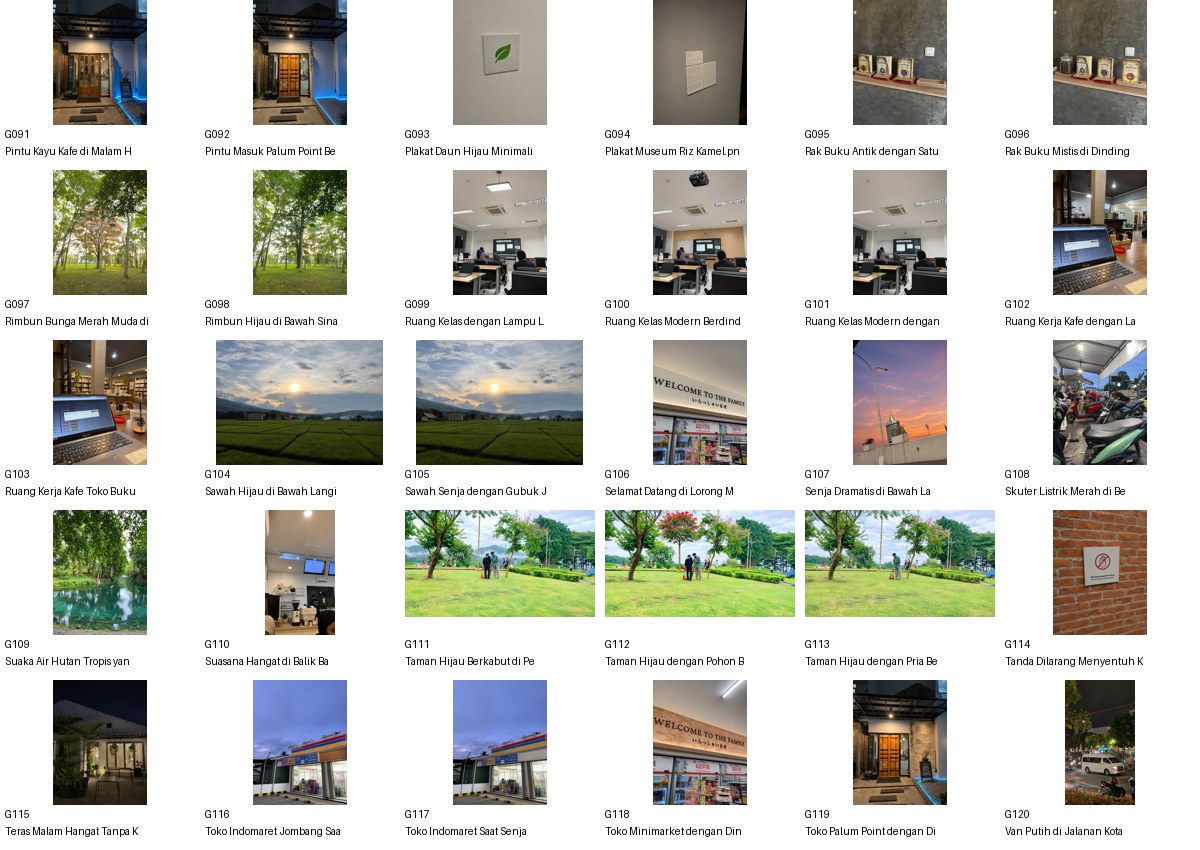 G091
Pintu Kayu Kafe di Malam H
G092
Pintu Masuk Palum Point Be
G093
Plakat Daun Hijau Minimali
G094
Plakat Museum Riz Kamel.pn
G095
Rak Buku Antik dengan Satu
G096
Rak Buku Mistis di Dinding
G097
Rimbun Bunga Merah Muda di
G098
Rimbun Hijau di Bawah Sina
G099
Ruang Kelas dengan Lampu L
G100
Ruang Kelas Modern Berdind
G101
Ruang Kelas Modern dengan
G102
Ruang Kerja Kafe dengan La
WELCOME TO THE FAMILY
G103
Ruang Kerja Kafe Toko Buku
G104
Sawah Hijau di Bawah Langi
G105
Sawah Senja dengan Gubuk J
G106
Selamat Datang di Lorong M
G107
Senja Dramatis di Bawah La
G108
Skuter Listrik Merah di Be
G109
Suaka Air Hutan Tropis yan
G110
Suasana Hangat di Balik Ba
G111
Taman Hijau Berkabut di Pe
G112
Taman Hijau dengan Pohon B
G113
Taman Hijau dengan Pria Be
G114
Tanda Dilarang Menyentuh K
WELCOME TO THE FAMILY
G115
Teras Malam Hangat Tanpa K
G116
Toko Indomaret Jombang Saa
G117
Toko Indomaret Saat Senja
G118
Toko Minimarket dengan Din
G119
Toko Palum Point dengan Di
G120
Van Putih di Jalanan Kota